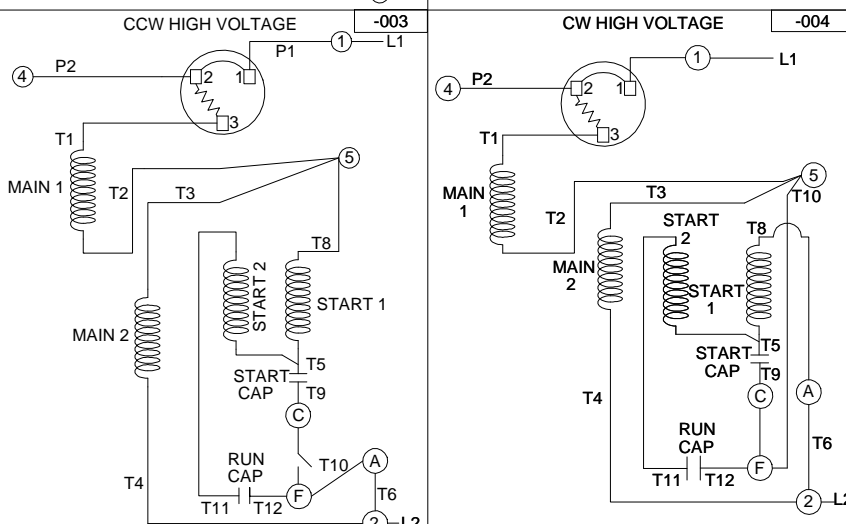 CCW HIGH VOLTAGE
-003
P1
1
L1
4
P2
2
1
3
T1
5
MAIN 1
T2
T3
T8
START 2
START 1
MAIN 2
T5
START
CAP
T9
C
RUN
CAP
T10
A
T4
T11
T12
F
T6
2
L2
CW HIGH VOLTAGE
-004
1
L1
4
P2
2
1
3
T1
5
MAIN
1
T3
T10
T2
START
2
T8
MAIN
2
START
1
T5
START
CAP
T9
A
T4
C
RUN
CAP
T6
T11
T12
F
2
L2